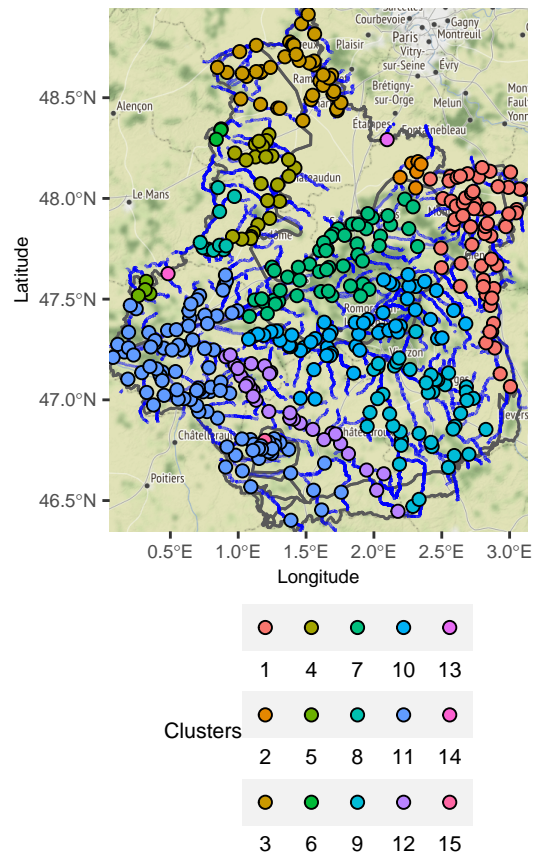 Courbevoie
Gagny
Paris
Montreuil
Plaisir
Vitry-
sur-Seine
Évry
Brétigny-
sur-Orge
Melun
Mont
Faul
Yonn
Étampes
Fontainebleau
Alençon
Le Mans
Poitiers
48.5°N
48.0°N
47.5°N
47.0°N
46.5°N
Latitude
0.5°E 1.0°E 1.5°E 2.0°E 2.5°E 3.0°E
Longitude
1 4 7 10 13
Clusters
2 5 8 11 14
3 6 9 12 15